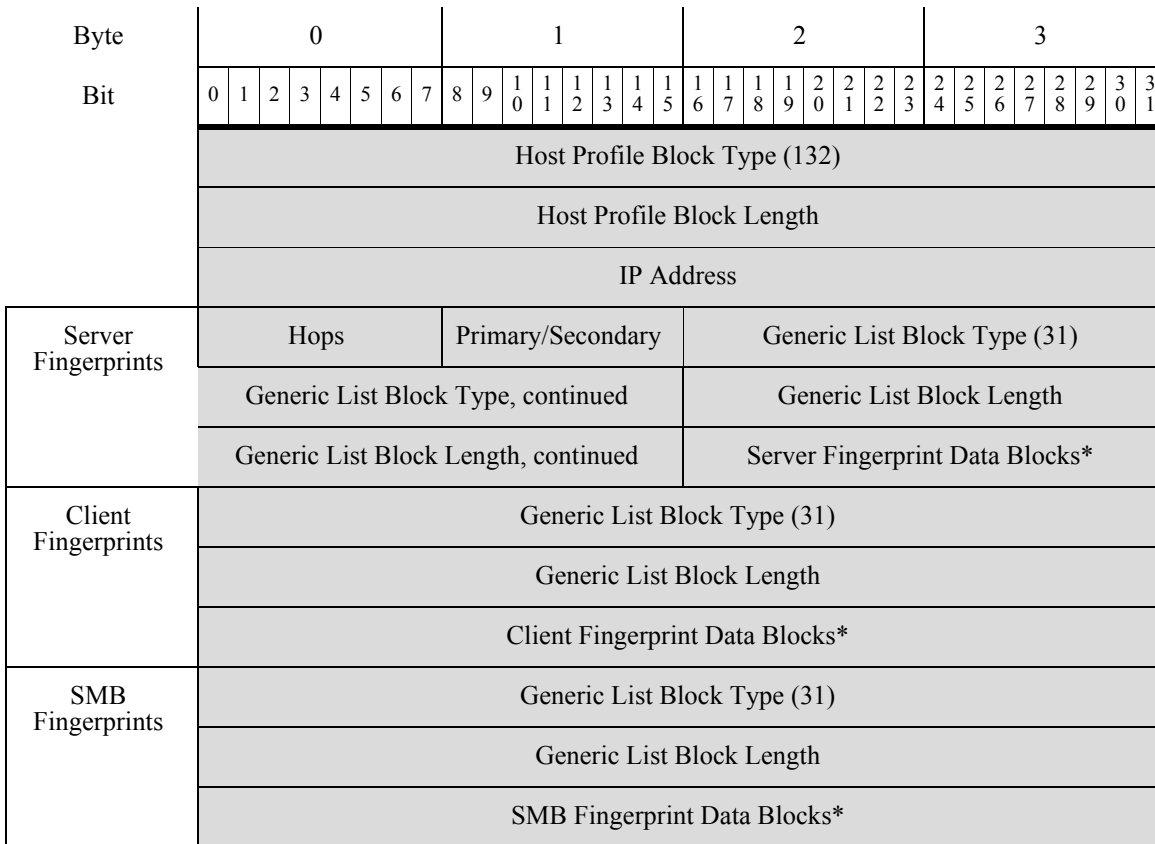 Byte 0 1 2 3
Bit 0 1 2 3 4 5 6 7 8 9 10 11 12 13 14 15 16 17 18 19 20 21 22 23 24 25 26 27 28 29 30 31
Host Profile Block Type (132)
Host Profile Block Length
IP Address
Server Fingerprints
Hops Primary/Secondary Generic List Block Type (31)
Generic List Block Type, continued Generic List Block Length
Generic List Block Length, continued Server Fingerprint Data Blocks*
Client Fingerprints
Generic List Block Type (31)
Generic List Block Length
Client Fingerprint Data Blocks*
SMB Fingerprints
Generic List Block Type (31)
Generic List Block Length
SMB Fingerprint Data Blocks*